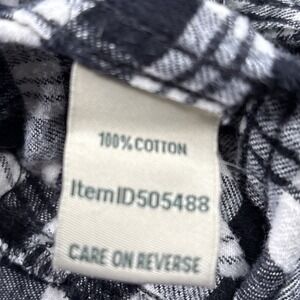 100% COTTON
ItemID505488
CARE ON REVERSE